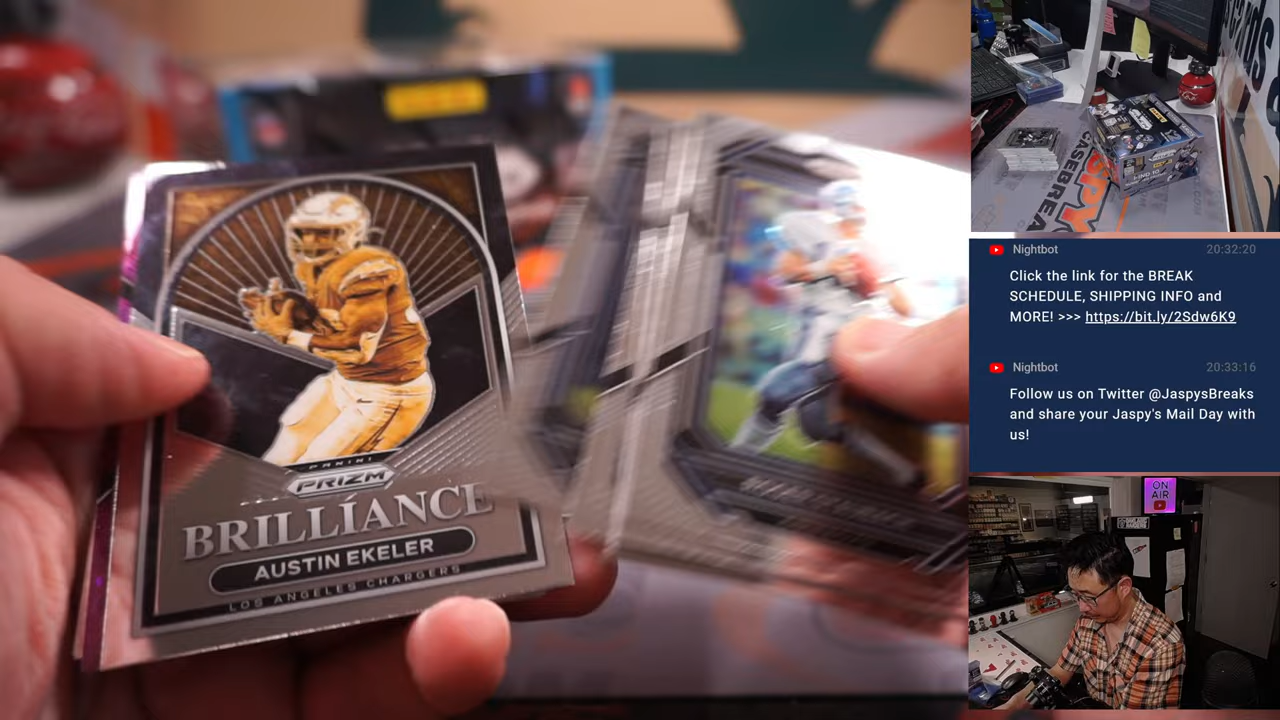 PANINI
PRIZM
BRILLIANCE
AUSTIN EKELER
LOS ANGELES CHARGERS
Nightbot 20:32:20
Click the link for the BREAK
SCHEDULE, SHIPPING INFO and
MORE! >>> https://bit.ly/2Sdw6K9
Nightbot 20:33:16
Follow us on Twitter @JaspysBreaks
and share your Jaspy's Mail Day with
us!
ON
AIR